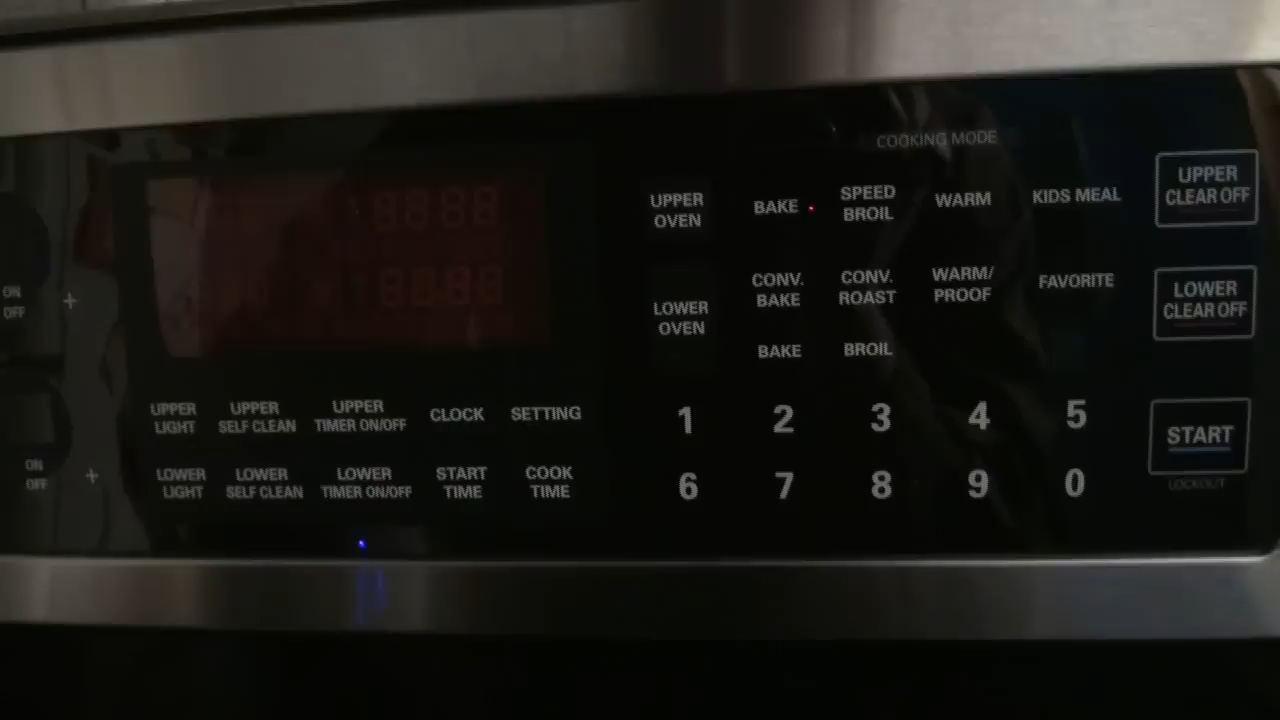 COOKING MODE
UPPER OVEN
BAKE
SPEED BROIL
WARM
KIDS MEAL
UPPER CLEAR OFF
LOWER OVEN
CONV. BAKE
CONV. ROAST
WARM/ PROOF
FAVORITE
LOWER CLEAR OFF
BAKE
BROIL
ON
OFF
UPPER LIGHT
UPPER SELF CLEAN
UPPER TIMER ON/OFF
CLOCK
SETTING
1 2 3 4 5
START
LOCKOUT
ON
OFF
LOWER LIGHT
LOWER SELF CLEAN
LOWER TIMER ON/OFF
START TIME
COOK TIME
6 7 8 9 0